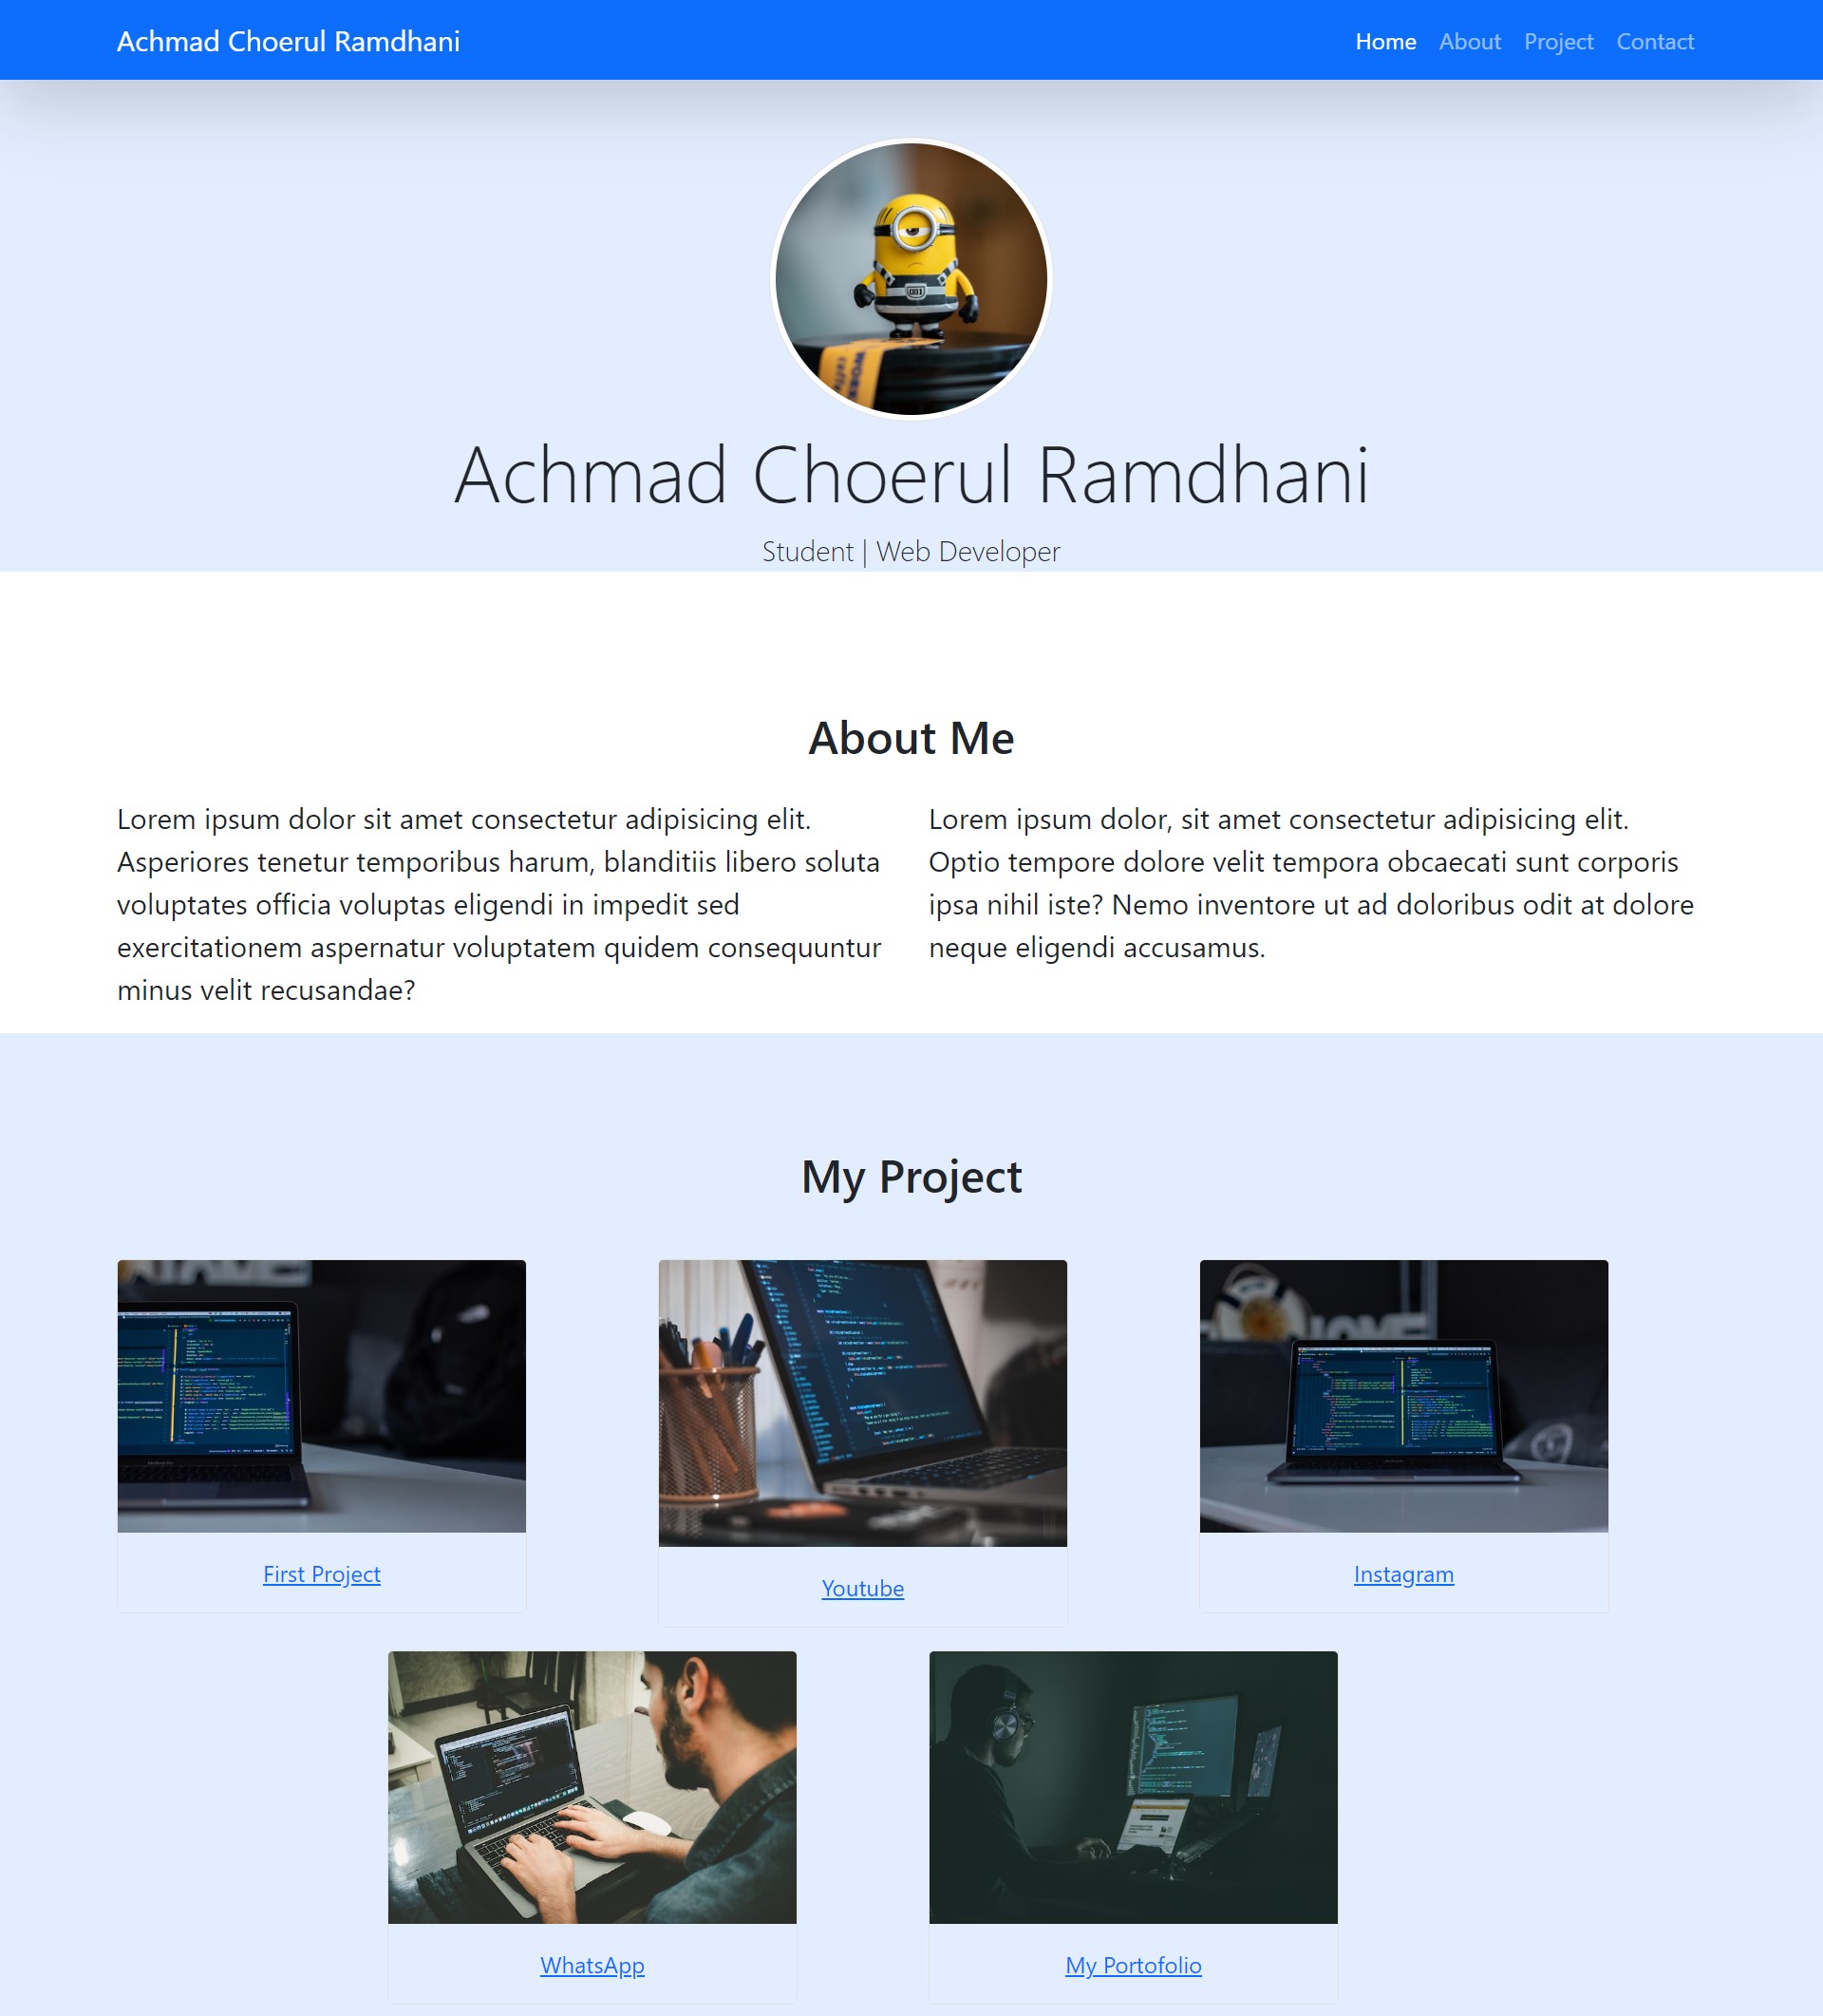 Achmad Choerul Ramdhani
Home About Project Contact
Achmad Choerul Ramdhani
Student | Web Developer
About Me
Lorem ipsum dolor sit amet consectetur adipisicing elit.
Asperiores tenetur temporibus harum, blanditiis libero soluta
voluptates officia voluptas eligendi in impedit sed
exercitationem aspernatur voluptatem quidem consequuntur
minus velit recusandae?
Lorem ipsum dolor, sit amet consectetur adipisicing elit.
Optio tempore dolore velit tempora obcaecati sunt corporis
ipsa nihil iste? Nemo inventore ut ad doloribus odit at dolore
neque eligendi accusamus.
My Project
First Project
Youtube
Instagram
WhatsApp
My Portofolio